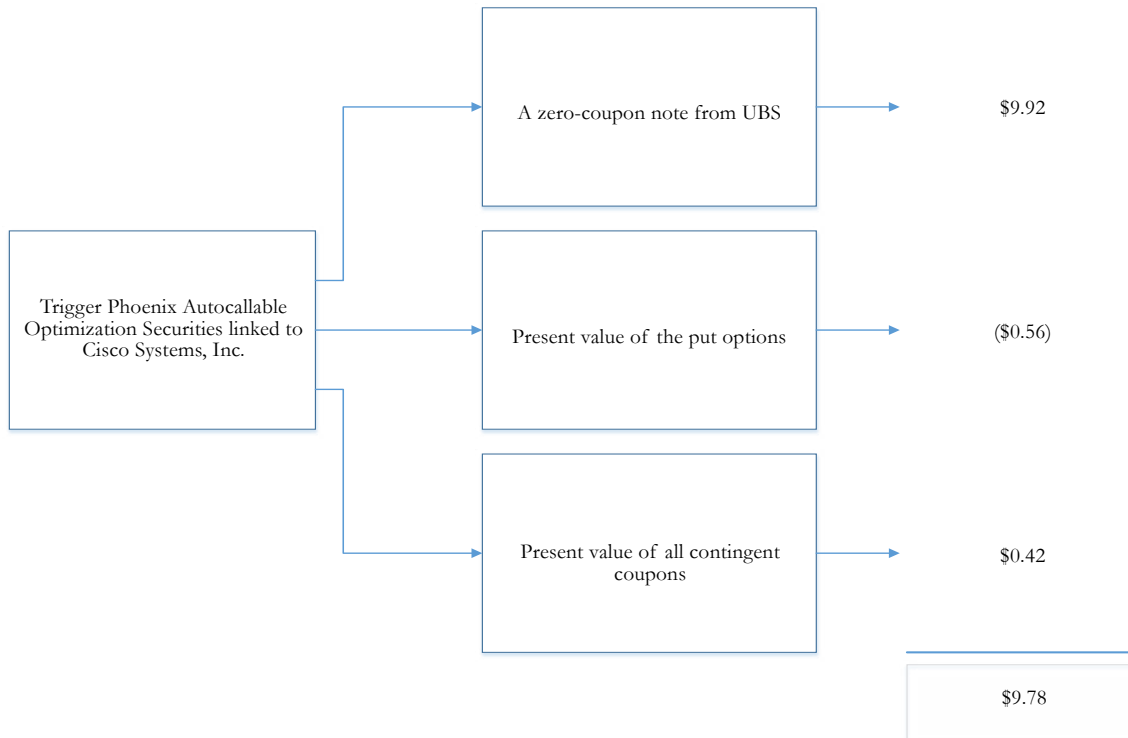 A zero-coupon note from UBS
$9.92
Trigger Phoenix Autocallable
Optimization Securities linked to
Cisco Systems, Inc.
Present value of the put options
($0.56)
Present value of all contingent
coupons
$0.42
$9.78